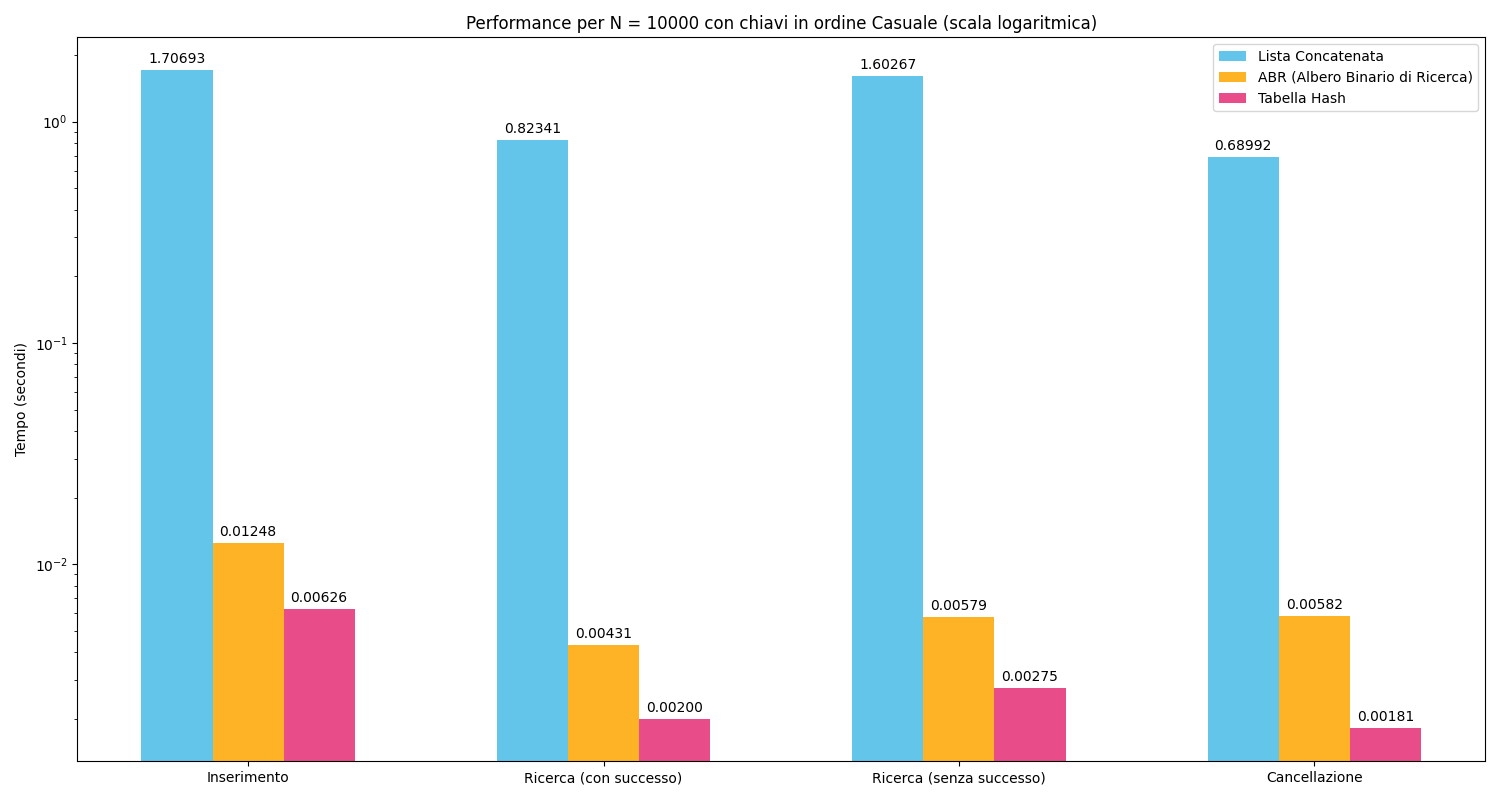 Performance per N = 10000 con chiavi in ordine Casuale (scala logaritmica)
Lista Concatenata
ABR (Albero Binario di Ricerca)
Tabella Hash
Tempo (secondi)
10⁰
10⁻¹
10⁻²
1.70693
0.01248
0.00626
0.82341
0.00431
0.00200
1.60267
0.00579
0.00275
0.68992
0.00582
0.00181
Inserimento
Ricerca (con successo)
Ricerca (senza successo)
Cancellazione